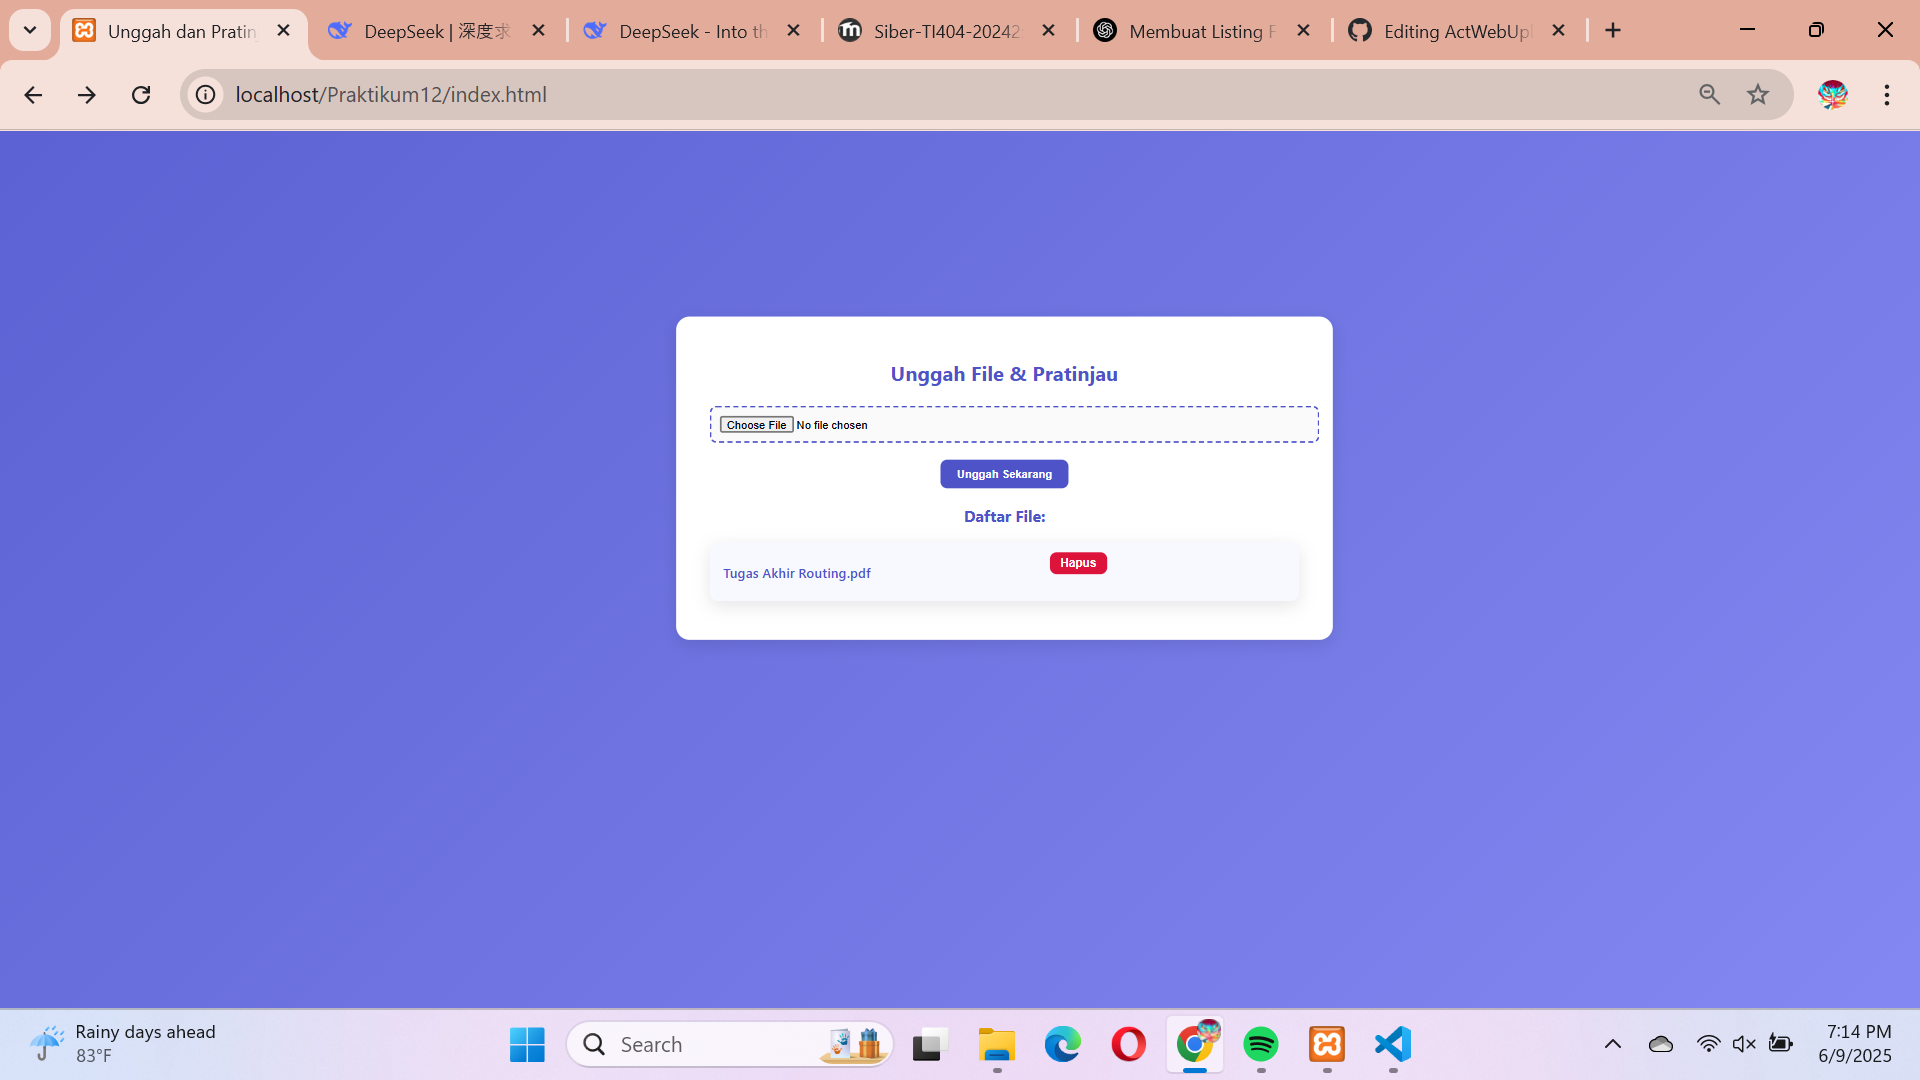 Unggah dan Pratin
DeepSeek | 深度求
DeepSeek - Into th
Siber-TI404-20242
Membuat Listing F
Editing ActWebUpl
localhost/Praktikum12/index.html
Unggah File & Pratinjau
Choose File No file chosen
Unggah Sekarang
Daftar File:
Tugas Akhir Routing.pdf
Hapus
Rainy days ahead
83°F
Search
7:14 PM
6/9/2025